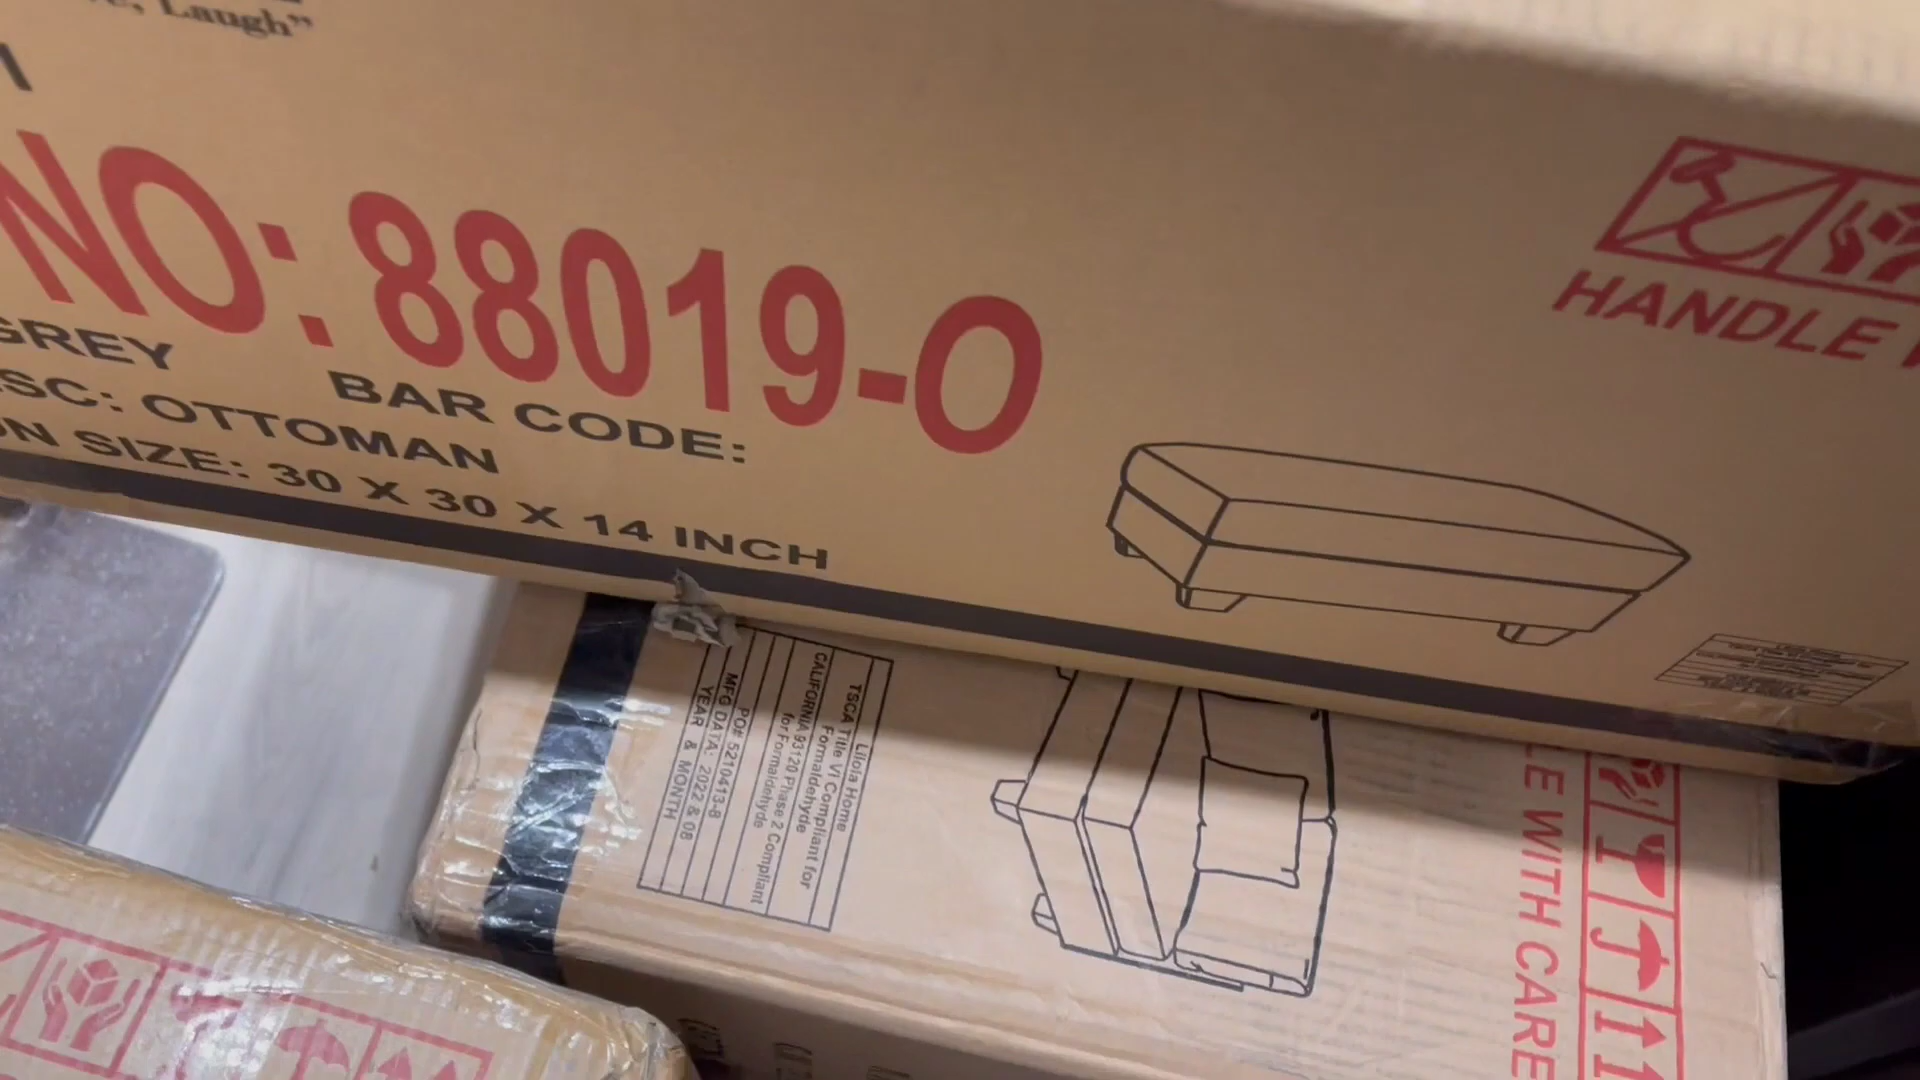 Laugh”
NO: 88019-O
GREY
BAR CODE:
SC: OTTOMAN
N SIZE: 30 X 30 X 14 INCH
HANDLE
Lilola Home
TSCA Title VI Compliant for
Formaldehyde
CALIFORNIA 93120 Phase 2 Compliant
for Formaldehyde
PO# 5210413-8
MFG DATA: 2022 & 08
YEAR & MONTH
LE WITH CARE